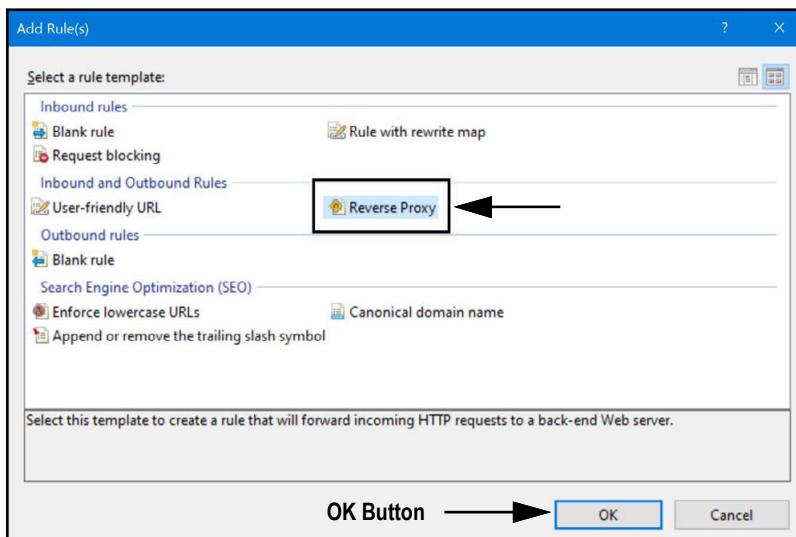 Add Rule(s) ? ×
Select a rule template:
Inbound rules
Blank rule Rule with rewrite map
Request blocking
Inbound and Outbound Rules
User-friendly URL Reverse Proxy
Outbound rules
Blank rule
Search Engine Optimization (SEO)
Enforce lowercase URLs Canonical domain name
Append or remove the trailing slash symbol
Select this template to create a rule that will forward incoming HTTP requests to a back-end Web server.
OK Button OK Cancel